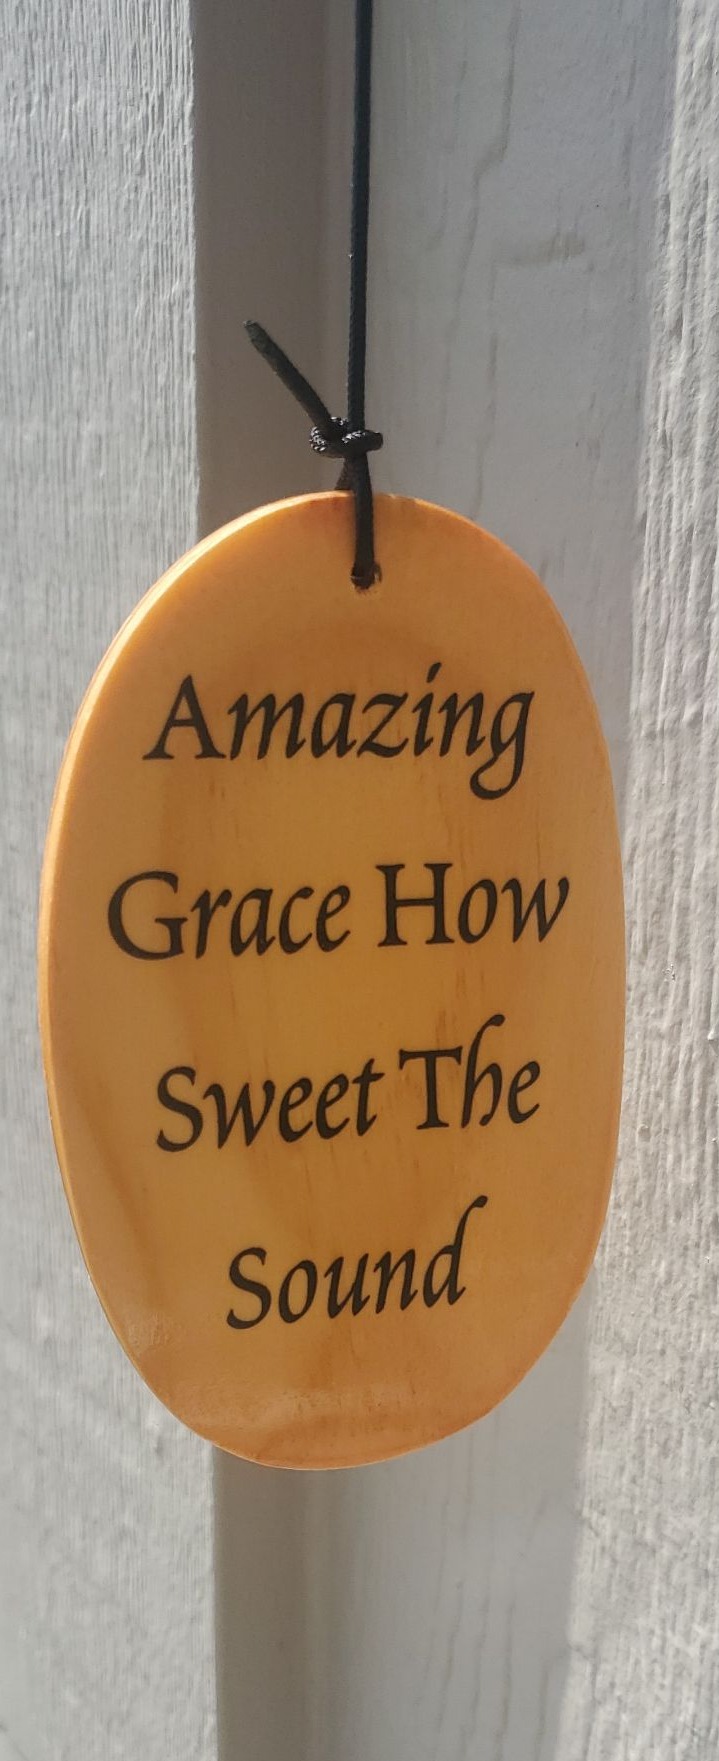 Amazing
Grace How
Sweet The
Sound